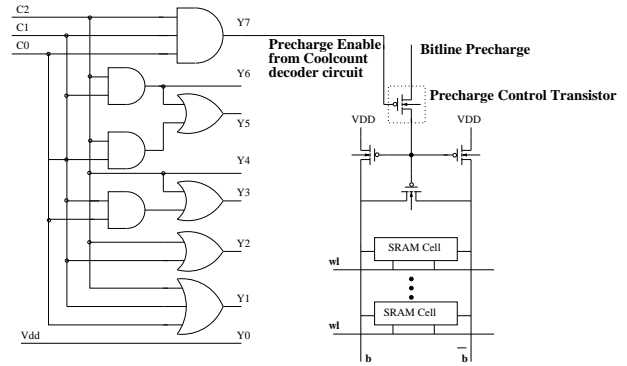 C2
C1
C0
Y7
Precharge Enable
from Coolcount
decoder circuit
Bitline Precharge
Precharge Control Transistor
Y6
Y5
Y4
Y3
Y2
Y1
Y0
Vdd
VDD
VDD
SRAM Cell
wl
SRAM Cell
wl
b
b